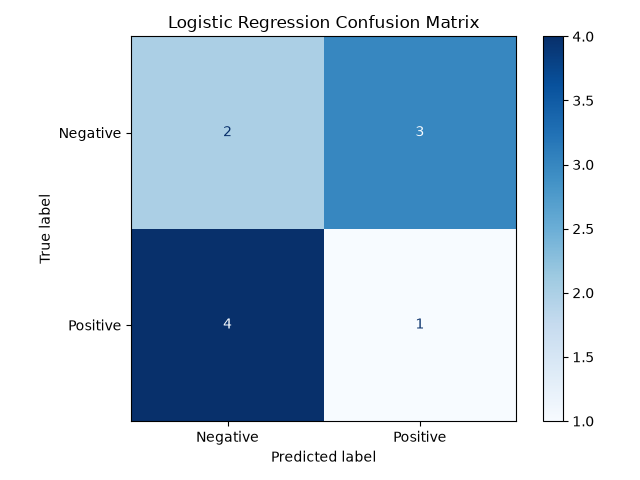 Logistic Regression Confusion Matrix
True label
Negative
2
3
Positive
4
1
Negative
Positive
Predicted label
4.0
3.5
3.0
2.5
2.0
1.5
1.0